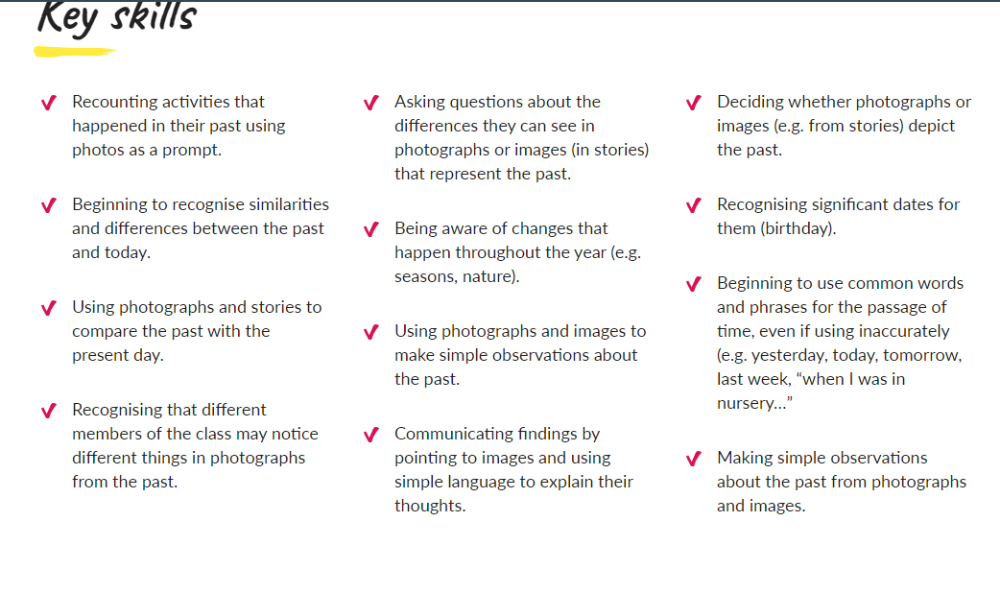 Key skills
Recounting activities that
happened in their past using
photos as a prompt.
Beginning to recognise similarities
and differences between the past
and today.
Using photographs and stories to
compare the past with the
present day.
Recognising that different
members of the class may notice
different things in photographs
from the past.
Asking questions about the
differences they can see in
photographs or images (in stories)
that represent the past.
Being aware of changes that
happen throughout the year (e.g.
seasons, nature).
Using photographs and images to
make simple observations about
the past.
Communicating findings by
pointing to images and using
simple language to explain their
thoughts.
Deciding whether photographs or
images (e.g. from stories) depict
the past.
Recognising significant dates for
them (birthday).
Beginning to use common words
and phrases for the passage of
time, even if using inaccurately
(e.g. yesterday, today, tomorrow,
last week, “when I was in
nursery…”
Making simple observations
about the past from photographs
and images.